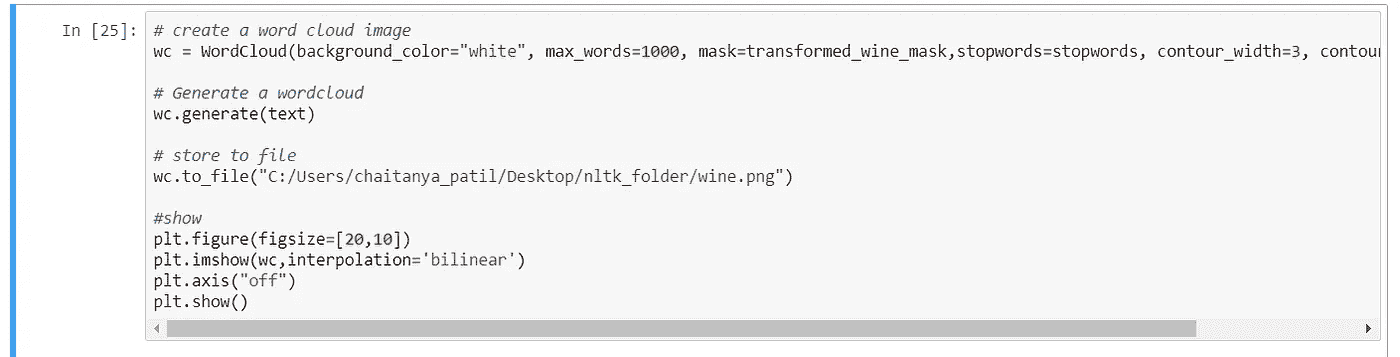 In [25]:
# create a word cloud image
wc = WordCloud(background_color="white", max_words=1000, mask=transformed_wine_mask,stopwords=stopwords, contour_width=3, contour
# Generate a wordcloud
wc.generate(text)
# store to file
wc.to_file("C:/Users/chaitanya_patil/Desktop/nltk_folder/wine.png")
#show
plt.figure(figsize=[20,10])
plt.imshow(wc,interpolation='bilinear')
plt.axis("off")
plt.show()